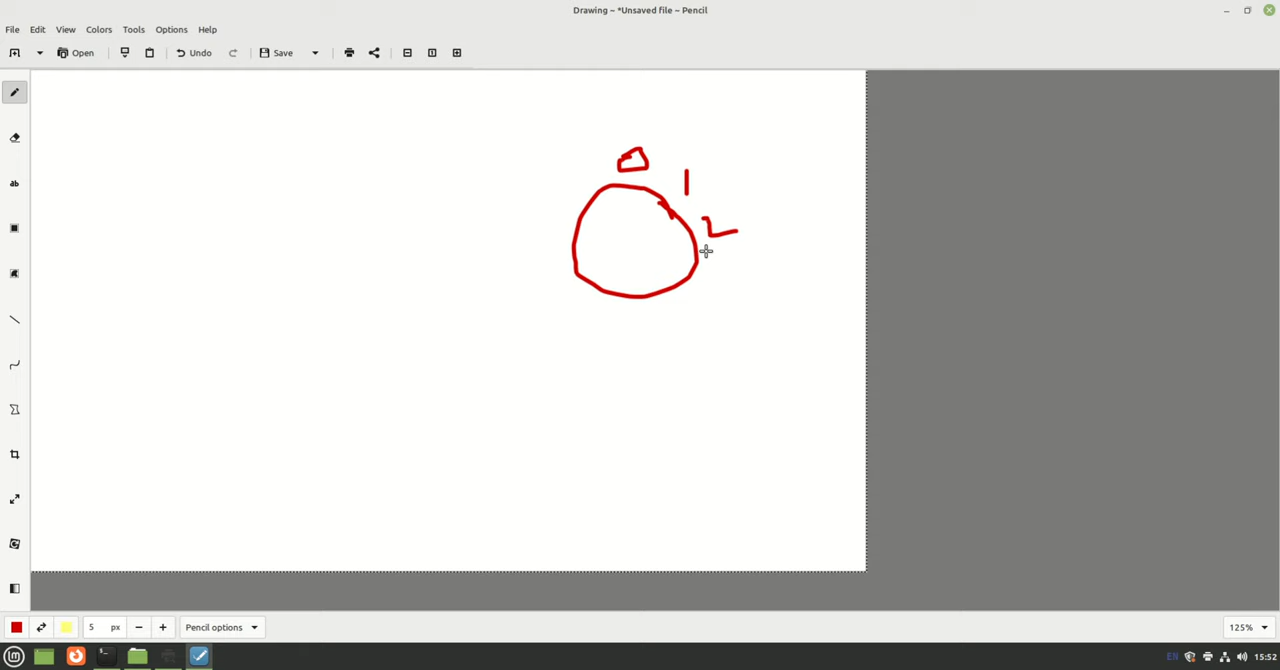 Drawing – *Unsaved file – Pencil
File Edit View Colors Tools Options Help
Open Undo Save
ab
5 px Pencil options 125%
EN 15:52